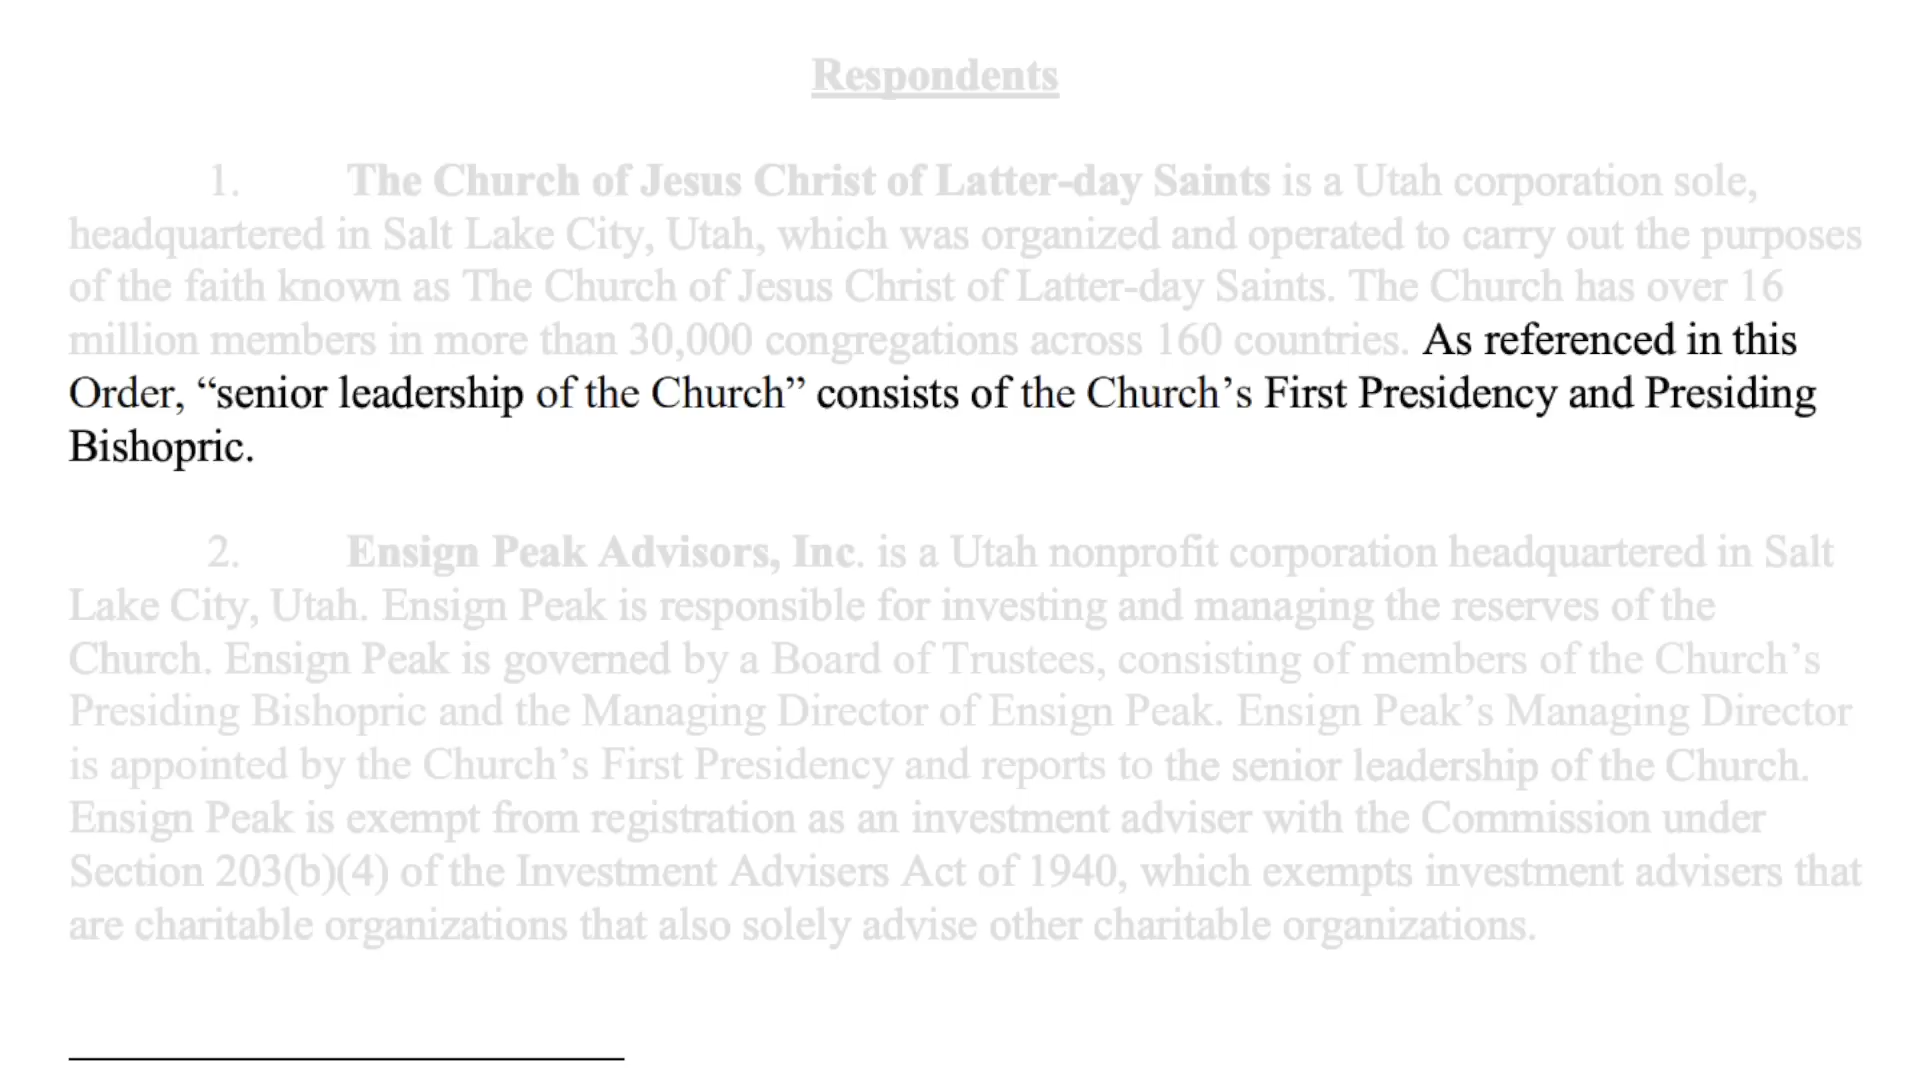 Respondents
1. The Church of Jesus Christ of Latter-day Saints is a Utah corporation sole,
headquartered in Salt Lake City, Utah, which was organized and operated to carry out the purposes
of the faith known as The Church of Jesus Christ of Latter-day Saints. The Church has over 16
million members in more than 30,000 congregations across 160 countries. As referenced in this
Order, “senior leadership of the Church” consists of the Church’s First Presidency and Presiding
Bishopric.
2. Ensign Peak Advisors, Inc. is a Utah nonprofit corporation headquartered in Salt
Lake City, Utah. Ensign Peak is responsible for investing and managing the reserves of the
Church. Ensign Peak is governed by a Board of Trustees, consisting of members of the Church’s
Presiding Bishopric and the Managing Director of Ensign Peak. Ensign Peak’s Managing Director
is appointed by the Church’s First Presidency and reports to the senior leadership of the Church.
Ensign Peak is exempt from registration as an investment adviser with the Commission under
Section 203(b)(4) of the Investment Advisers Act of 1940, which exempts investment advisers that
are charitable organizations that also solely advise other charitable organizations.